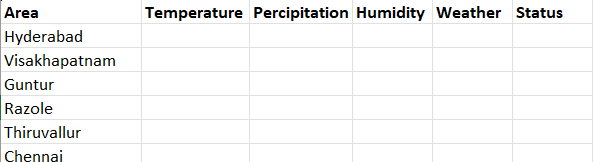 Area Temperature Percipitation Humidity Weather Status
Hyderabad
Visakhapatnam
Guntur
Razole
Thiruvallur
Chennai